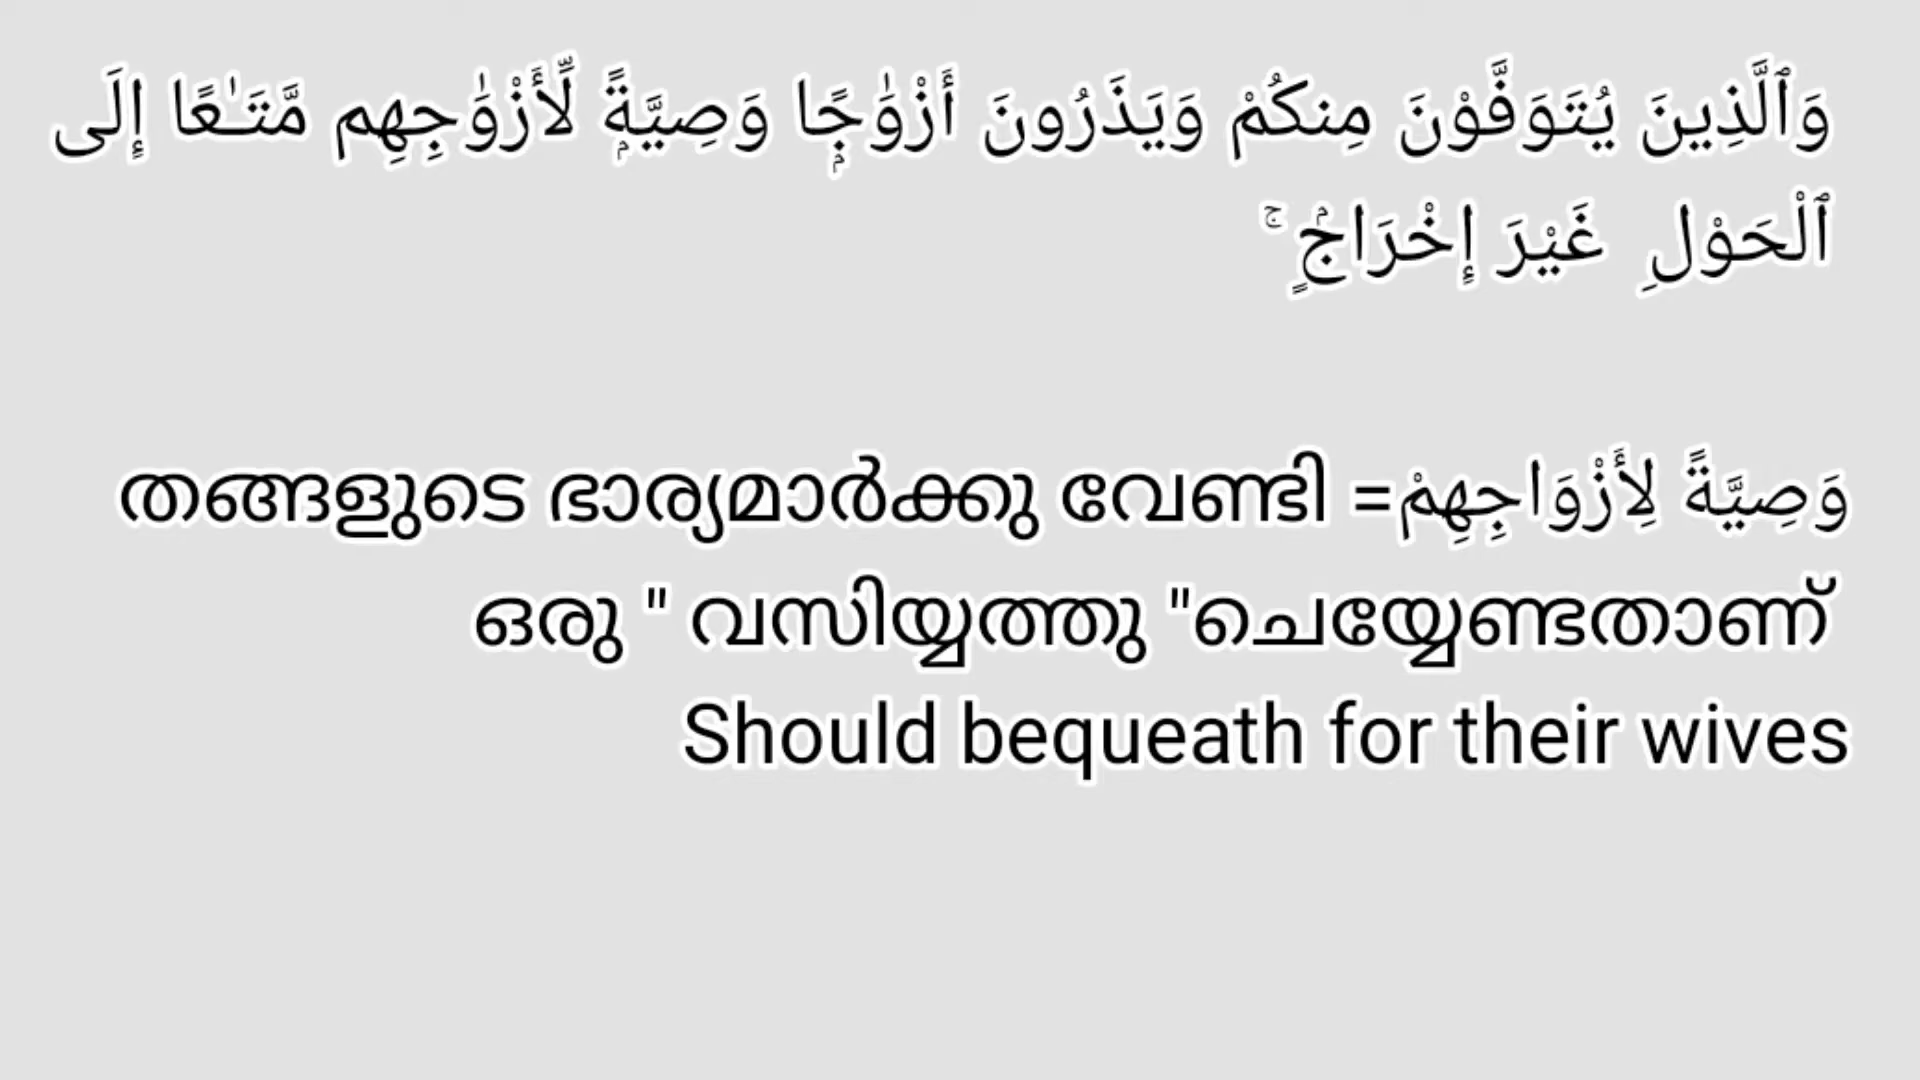 وَٱلَّذِينَ يُتَوَفَّوْنَ مِنكُمْ وَيَذَرُونَ أَزْوَٰجًۭا وَصِيَّةًۭ لِّأَزْوَٰجِهِم مَّتَـٰعًا إِلَى
ٱلْحَوْلِ غَيْرَ إِخْرَاجٍۢ ۚ
وَصِيَّةً لِأَزْوَاجِهِمْ= തങ്ങളുടെ ഭാര്യമാർക്കു വേണ്ടി
ഒരു " വസിയ്യത്തു "ചെയ്യേണ്ടതാണ്
Should bequeath for their wives